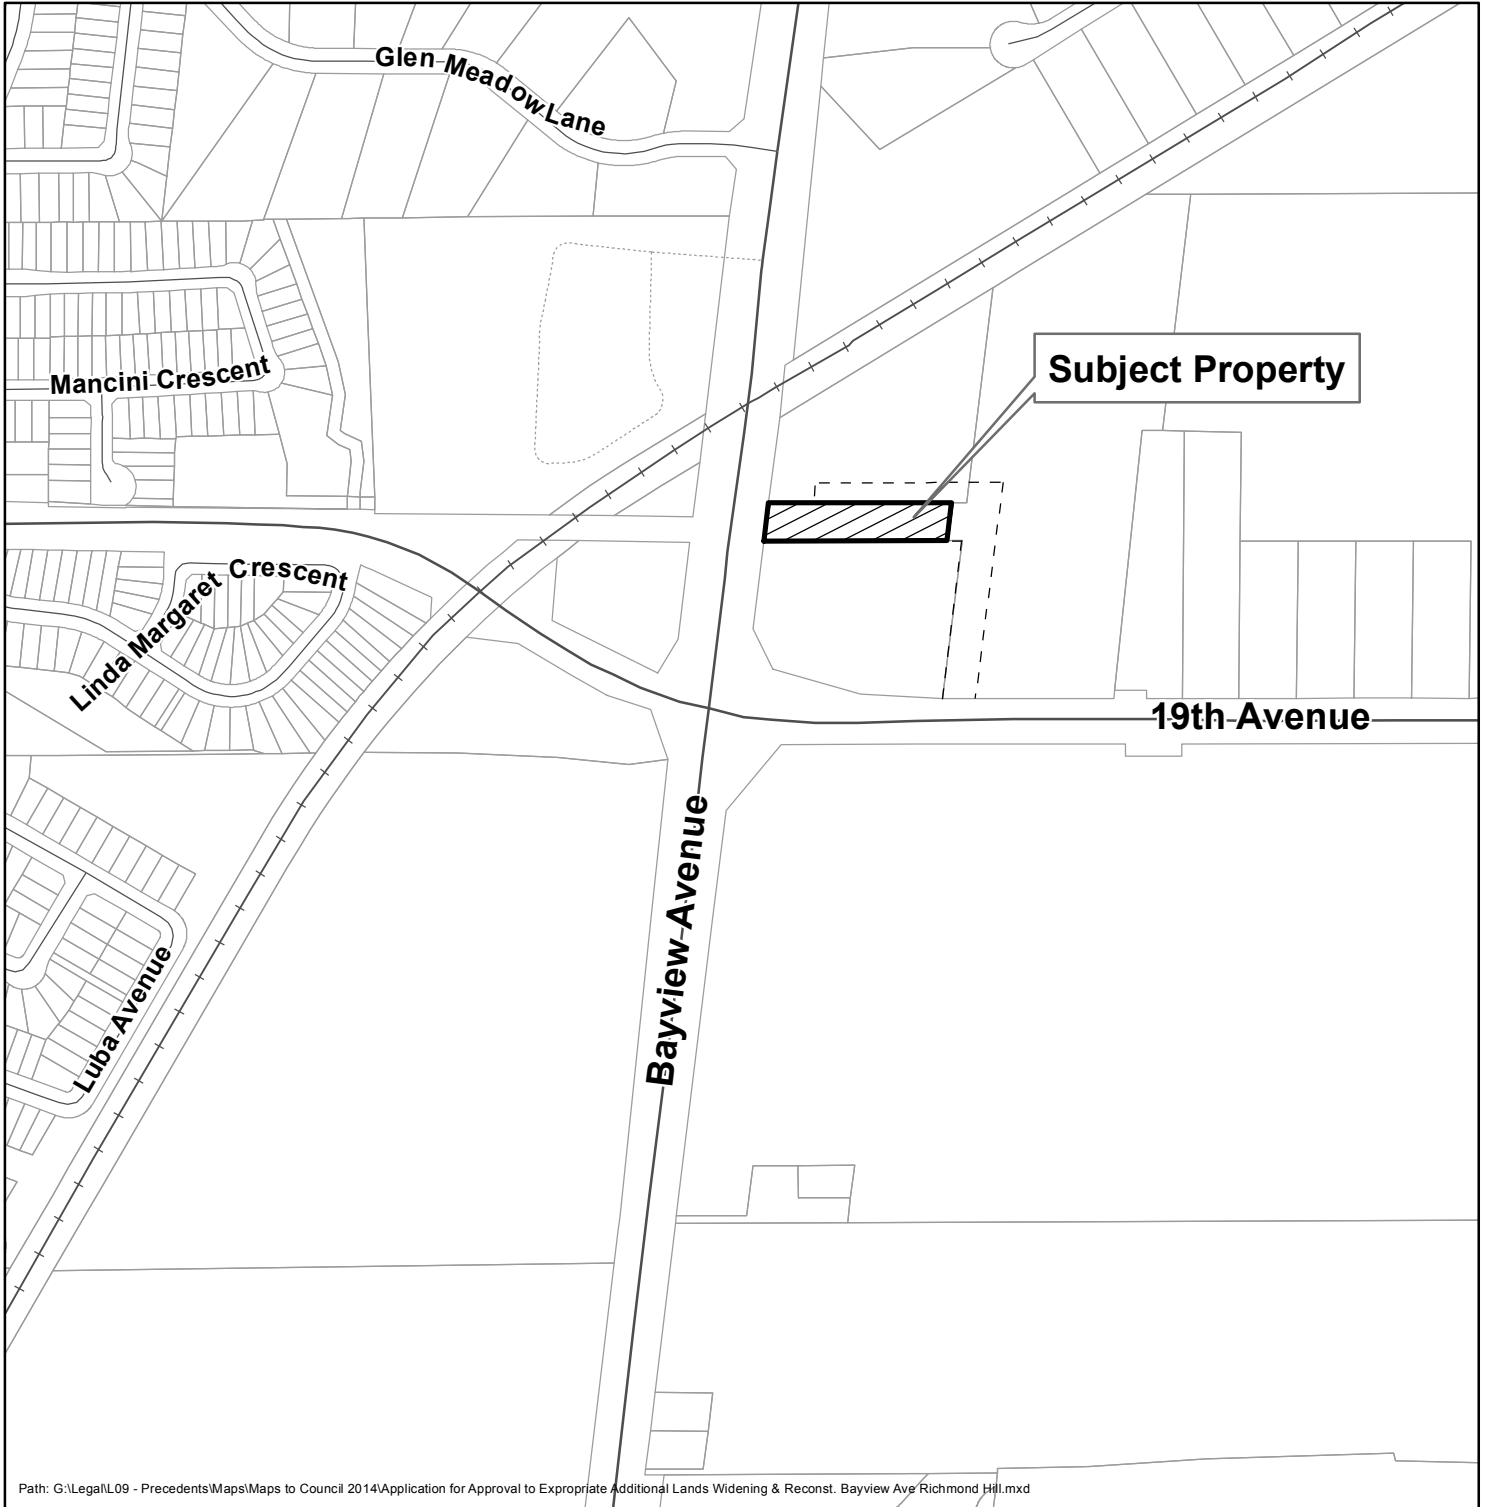 Glen Meadow Lane
Subject Property
Mancini Crescent
Linda Margaret Crescent
19th Avenue
Bayview Avenue
Luba Avenue
Path: G:\Legal\L09 - Precedents\Maps\Maps to Council 2014\Application for Approval to Expropriate Additional Lands Widening & Reconst. Bayview Ave Richmond Hill.mxd